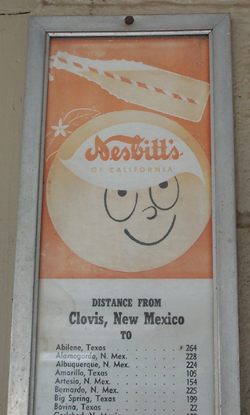 Nesbitt's
OF CALIFORNIA
DISTANCE FROM
Clovis, New Mexico
TO
Abilene, Texas 264
Alamogordo, N. Mex. 228
Albuquerque, N. Mex. 224
Amarillo, Texas 105
Artesia, N. Mex. 154
Bernardo, N. Mex. 225
Big Spring, Texas 199
Bovina, Texas 22